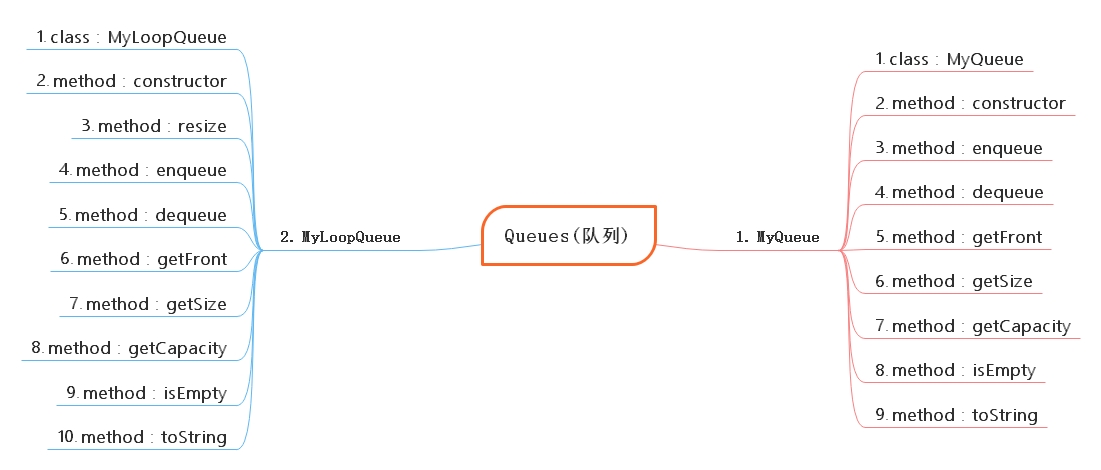 Queues(队列)
1. MyQueue
1. class : MyQueue
2. method : constructor
3. method : enqueue
4. method : dequeue
5. method : getFront
6. method : getSize
7. method : getCapacity
8. method : isEmpty
9. method : toString
2. MyLoopQueue
1. class : MyLoopQueue
2. method : constructor
3. method : resize
4. method : enqueue
5. method : dequeue
6. method : getFront
7. method : getSize
8. method : getCapacity
9. method : isEmpty
10. method : toString